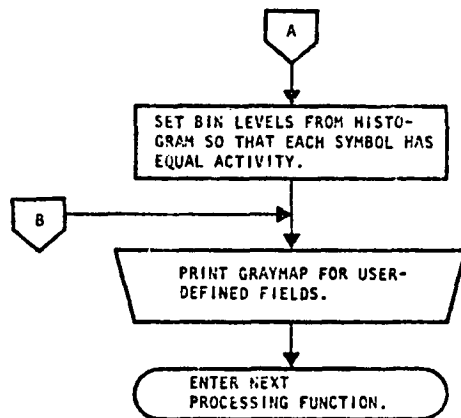 A
SET BIN LEVELS FROM HISTO-
GRAM SO THAT EACH SYMBOL HAS
EQUAL ACTIVITY.
B
PRINT GRAYMAP FOR USER-
DEFINED FIELDS.
ENTER NEXT
PROCESSING FUNCTION.